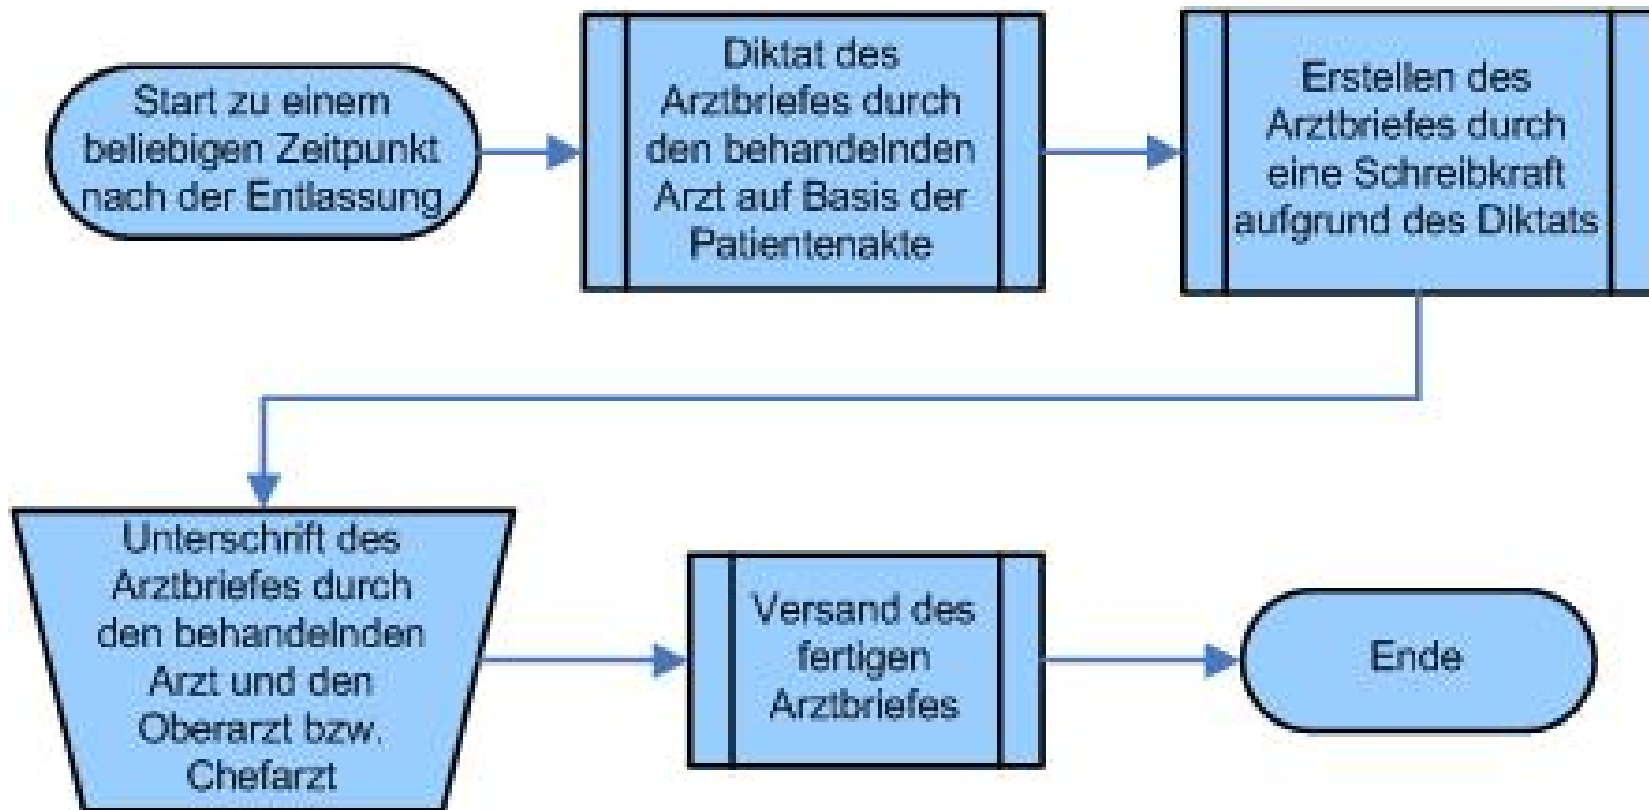 Start zu einem
beliebigen Zeitpunkt
nach der Entlassung
Diktat des
Arztbriefes durch
den behandelnden
Arzt auf Basis der
Patientenakte
Erstellen des
Arztbriefes durch
eine Schreibkraft
aufgrund des Diktats
Unterschrift des
Arztbriefes durch
den behandelnden
Arzt und den
Oberarzt bzw.
Chefarzt
Versand des
fertigen
Arztbriefes
Ende